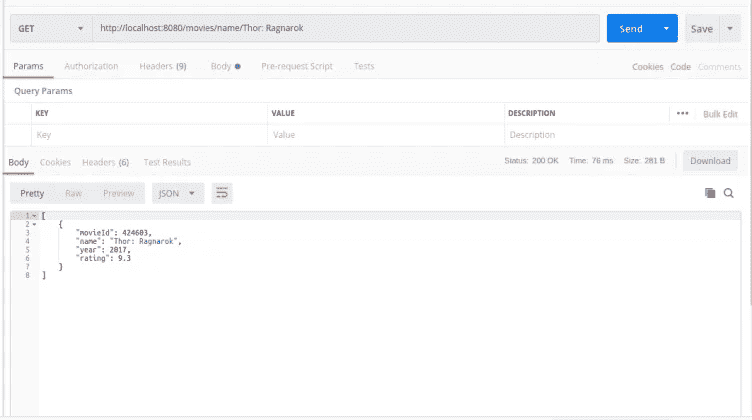 GET http://localhost:8080/movies/name/Thor: Ragnarok Send Save
Params Authorization Headers (9) Body Pre-request Script Tests Cookies Code Comments
Query Params
KEY VALUE DESCRIPTION ••• Bulk Edit
Key Value Description
Body Cookies Headers (6) Test Results Status: 200 OK Time: 76 ms Size: 281 B Download
Pretty Raw Preview JSON
1 [
2 {
3 "movieId": 424603,
4 "name": "Thor: Ragnarok",
5 "year": 2017,
6 "rating": 9.3
7 }
8 ]